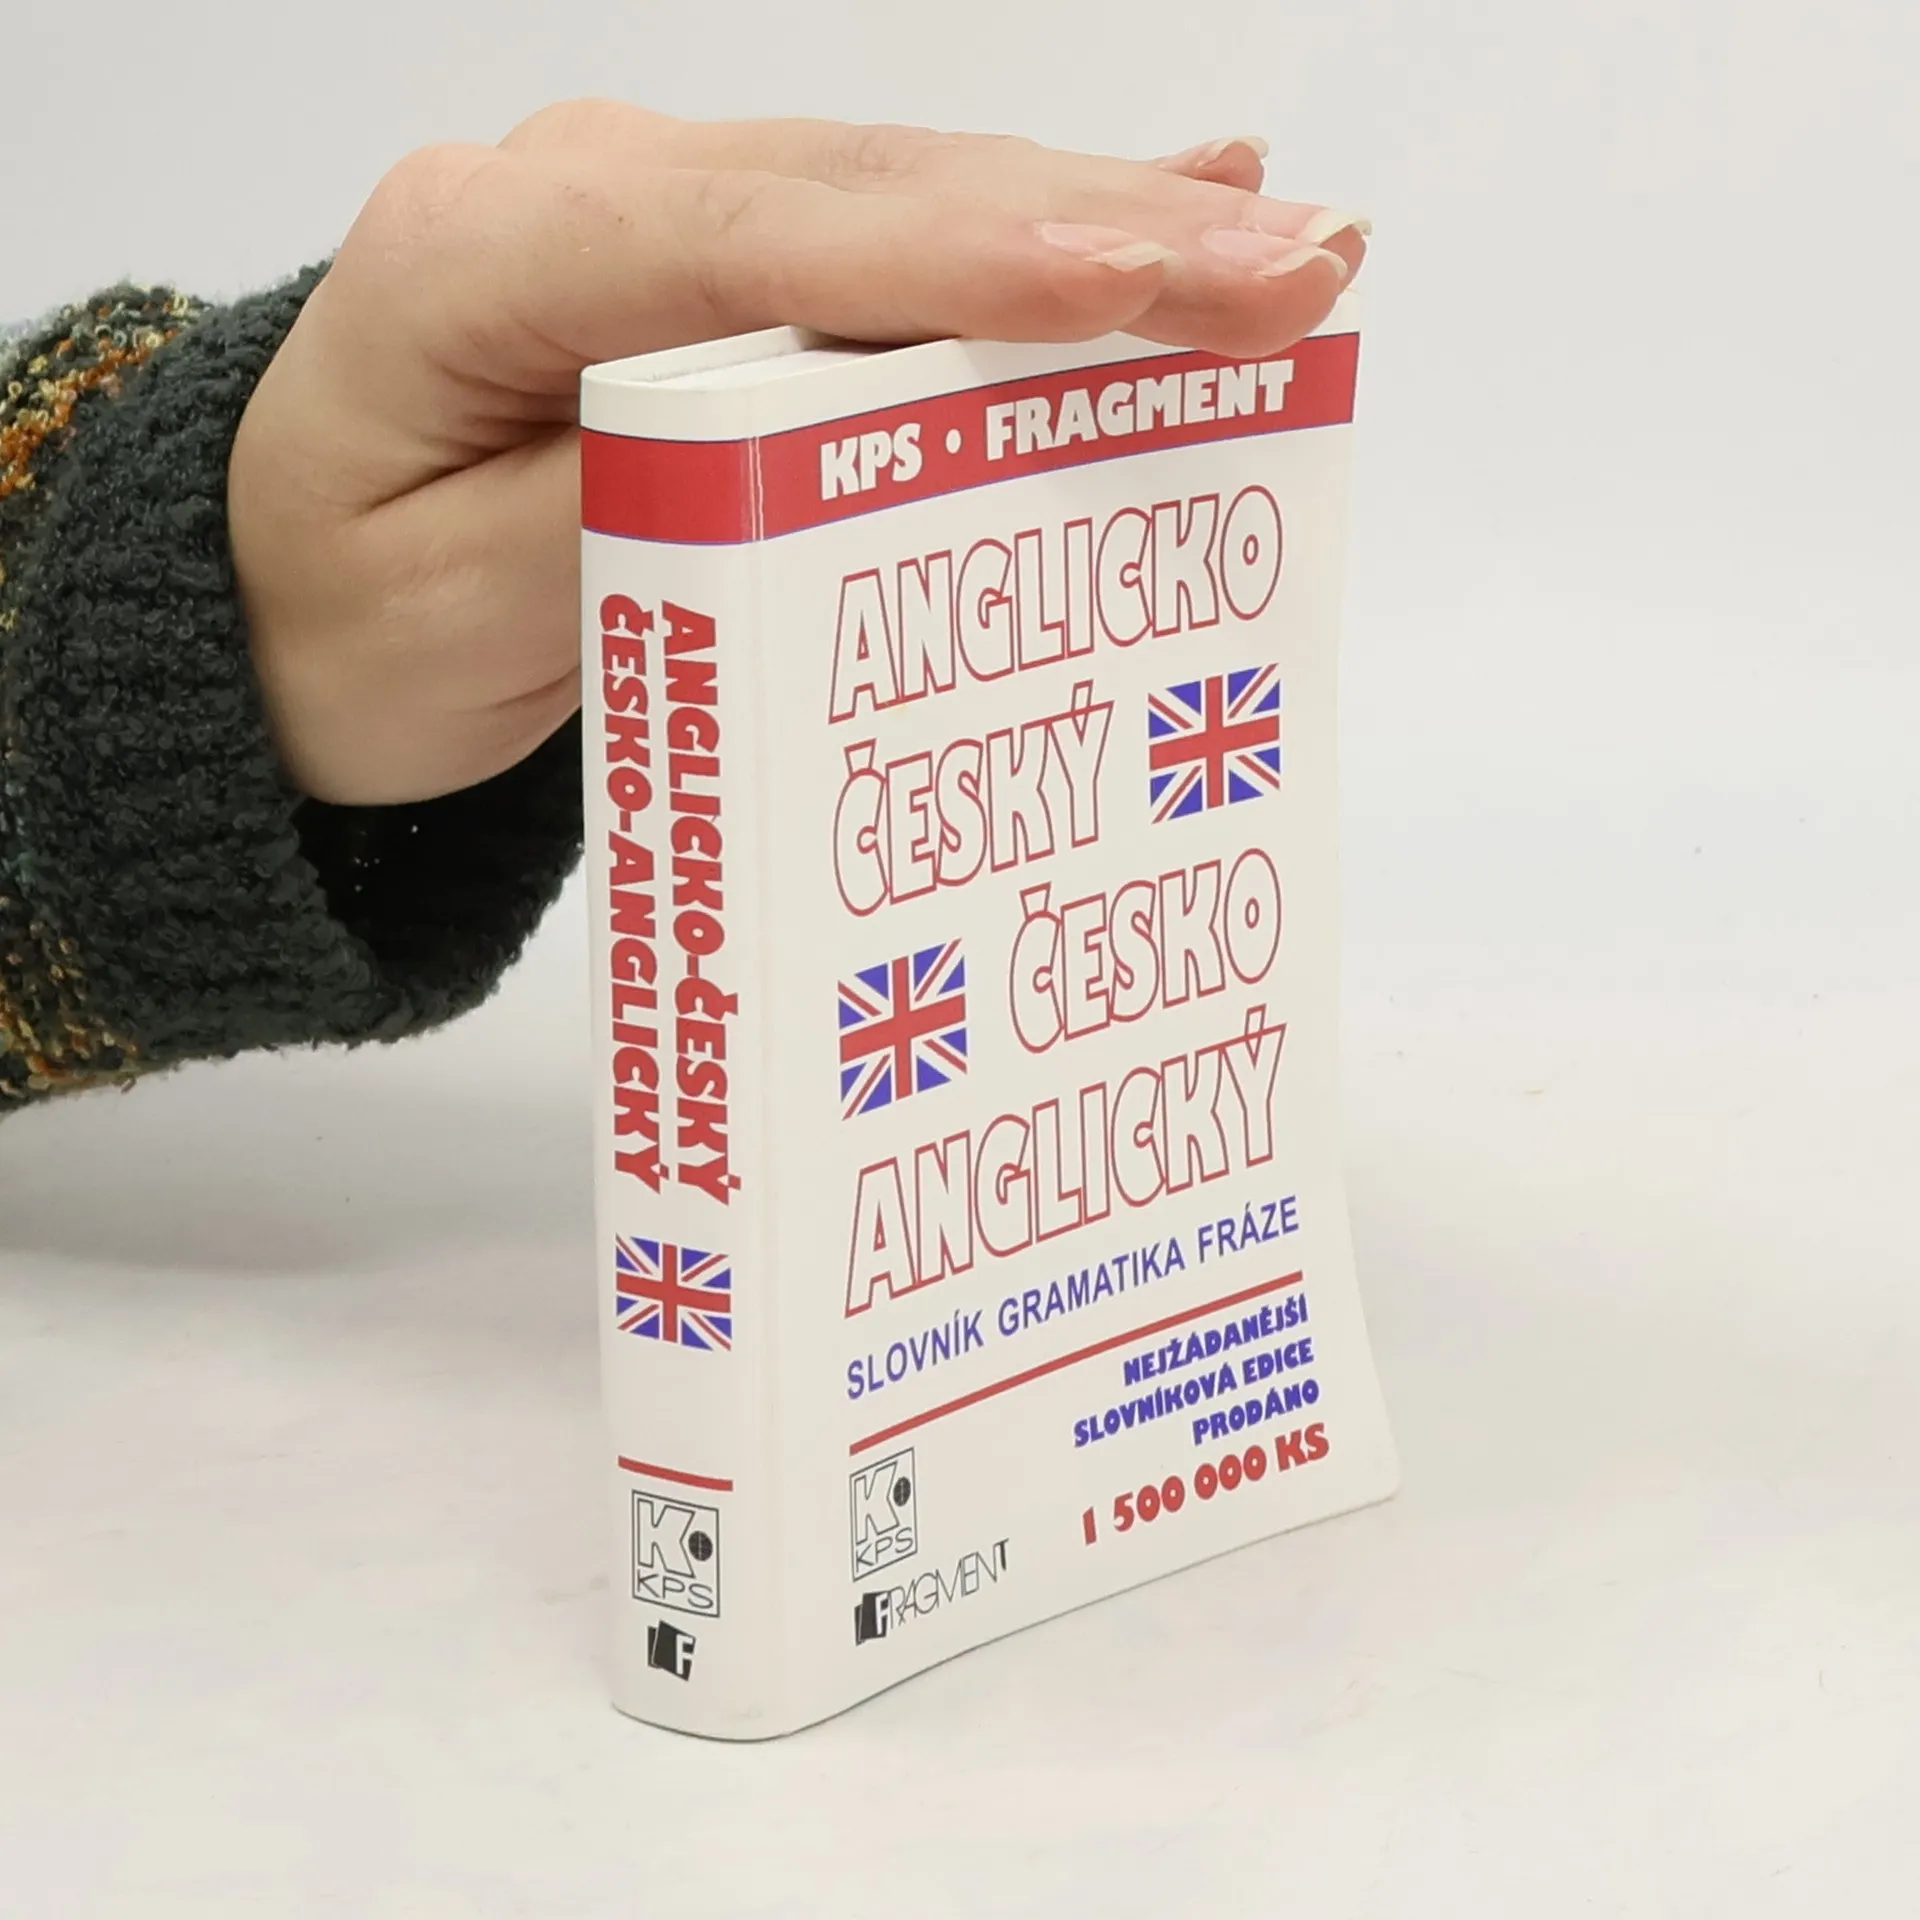 KPS • FRAGMENT
ANGLICKO
ČESKÝ
ČESKO
ANGLICKÝ
SLOVNÍK GRAMATIKA FRÁZE
NEJŽÁDANĚJŠÍ
SLOVNÍKOVÁ EDICE
PRODÁNO
1 500 000 KS
K
KPS
FRAGMENT
ANGLICKO-ČESKÝ
ČESKO-ANGLICKÝ
K
KPS
F